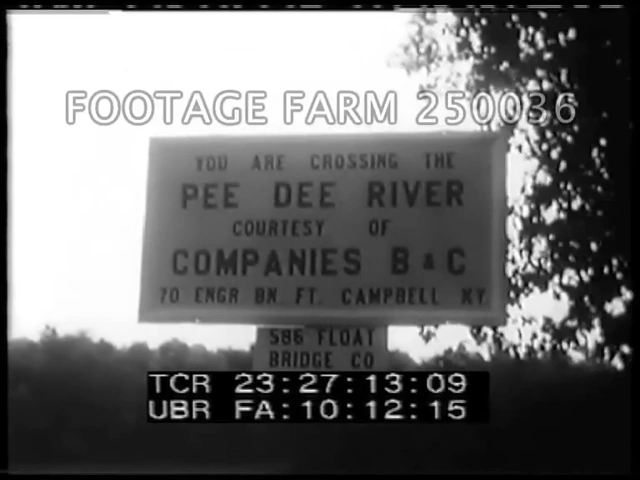 FOOTAGE FARM 250036
YOU ARE CROSSING THE
PEE DEE RIVER
COURTESY OF
COMPANIES B & C
70 ENGR BN FT. CAMPBELL KY
586 FLOAT
BRIDGE CO
TCR 23:27:13:09
UBR FA:10:12:15